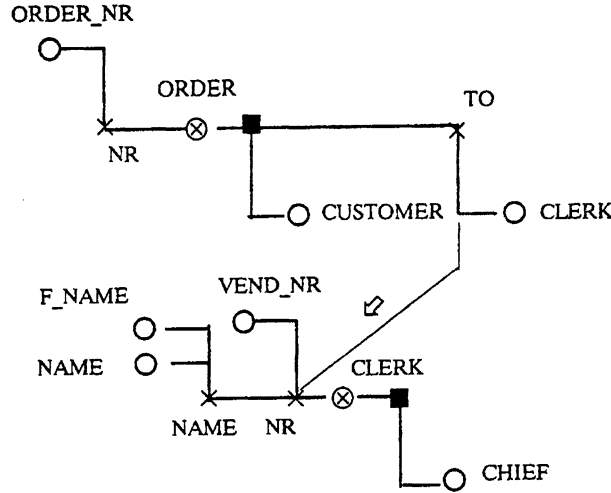 ORDER_NR
ORDER
TO
NR
CUSTOMER
CLERK
F_NAME
VEND_NR
NAME
CLERK
NAME
NR
CHIEF